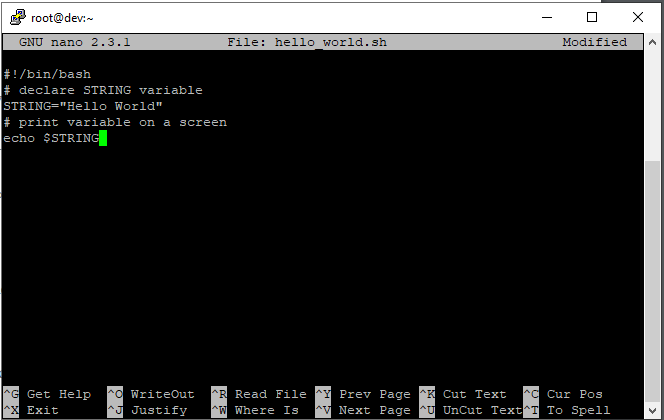 root@dev:~
GNU nano 2.3.1 File: hello_world.sh Modified
#!/bin/bash
# declare STRING variable
STRING="Hello World"
# print variable on a screen
echo $STRING
^G Get Help ^O WriteOut ^R Read File ^Y Prev Page ^K Cut Text ^C Cur Pos
^X Exit ^J Justify ^W Where Is ^V Next Page ^U UnCut Text ^T To Spell